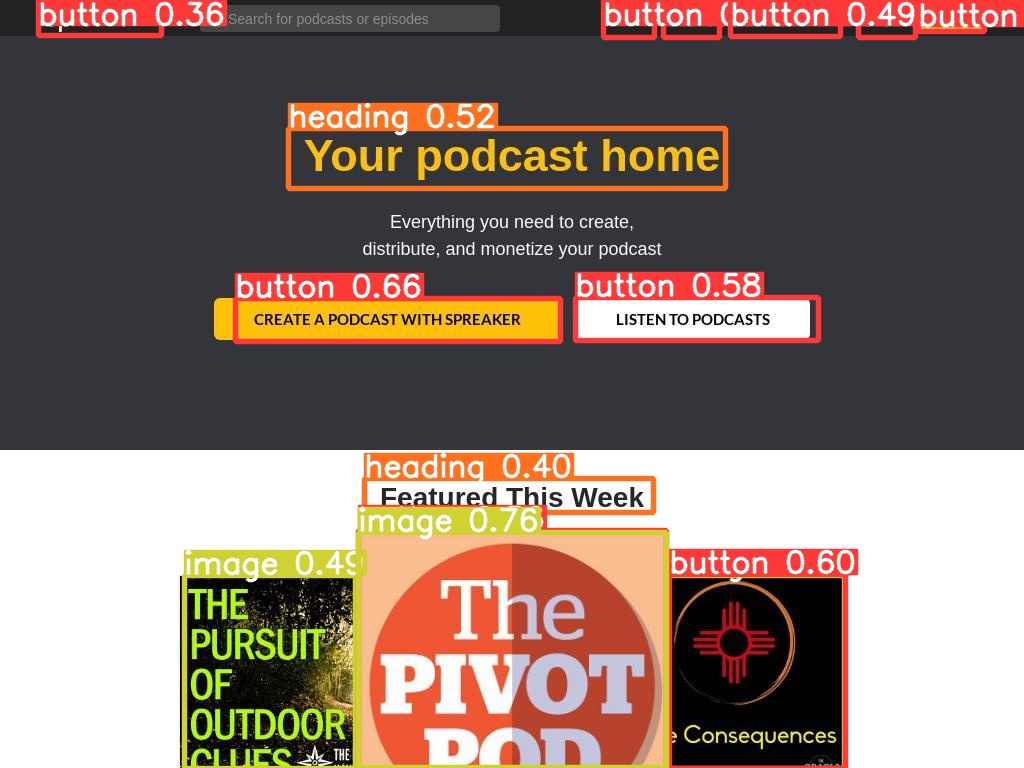 button 0.36
Search for podcasts or episodes
button (
button 0.49
button
heading 0.52
Your podcast home
Everything you need to create,
distribute, and monetize your podcast
button 0.66
button 0.58
CREATE A PODCAST WITH SPREAKER
LISTEN TO PODCASTS
heading 0.40
Featured This Week
image 0.76
image 0.49
button 0.60
THE
PURSUIT
OF
OUTDOOR
CLUES
THE
The
PIVOT
POD
Consequences